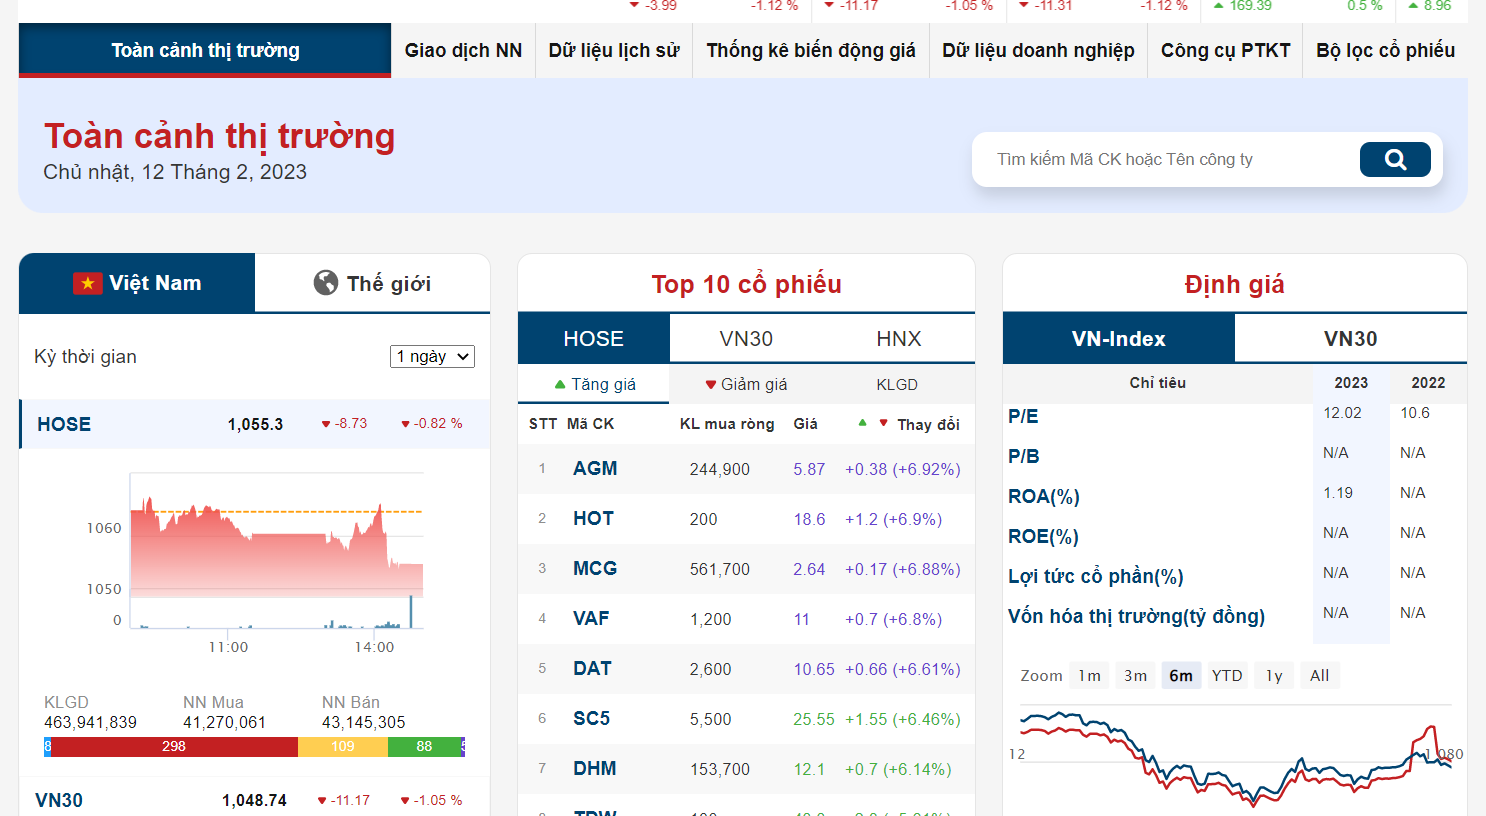 -3.99 -1.12 % -11.17 -1.05 % -11.31 -1.12 % 169.39 0.5 % 8.96
Toàn cảnh thị trường Giao dịch NN Dữ liệu lịch sử Thống kê biến động giá Dữ liệu doanh nghiệp Công cụ PTKT Bộ lọc cổ phiếu
Toàn cảnh thị trường
Chủ nhật, 12 Tháng 2, 2023
Tìm kiếm Mã CK hoặc Tên công ty
Việt Nam Thế giới
Kỳ thời gian 1 ngày
HOSE 1,055.3 -8.73 -0.82 %
1060
1050
0
11:00 14:00
KLGD NN Mua NN Bán
463,941,839 41,270,061 43,145,305
8 298 109 88
VN30 1,048.74 -11.17 -1.05 %
Top 10 cổ phiếu
HOSE VN30 HNX
Tăng giá Giảm giá KLGD
STT Mã CK KL mua ròng Giá Thay đổi
1 AGM 244,900 5.87 +0.38 (+6.92%)
2 HOT 200 18.6 +1.2 (+6.9%)
3 MCG 561,700 2.64 +0.17 (+6.88%)
4 VAF 1,200 11 +0.7 (+6.8%)
5 DAT 2,600 10.65 +0.66 (+6.61%)
6 SC5 5,500 25.55 +1.55 (+6.46%)
7 DHM 153,700 12.1 +0.7 (+6.14%)
Định giá
VN-Index VN30
Chỉ tiêu 2023 2022
P/E 12.02 10.6
P/B N/A N/A
ROA(%) 1.19 N/A
ROE(%) N/A N/A
Lợi tức cổ phần(%) N/A N/A
Vốn hóa thị trường(tỷ đồng) N/A N/A
Zoom 1m 3m 6m YTD 1y All
12 1,080